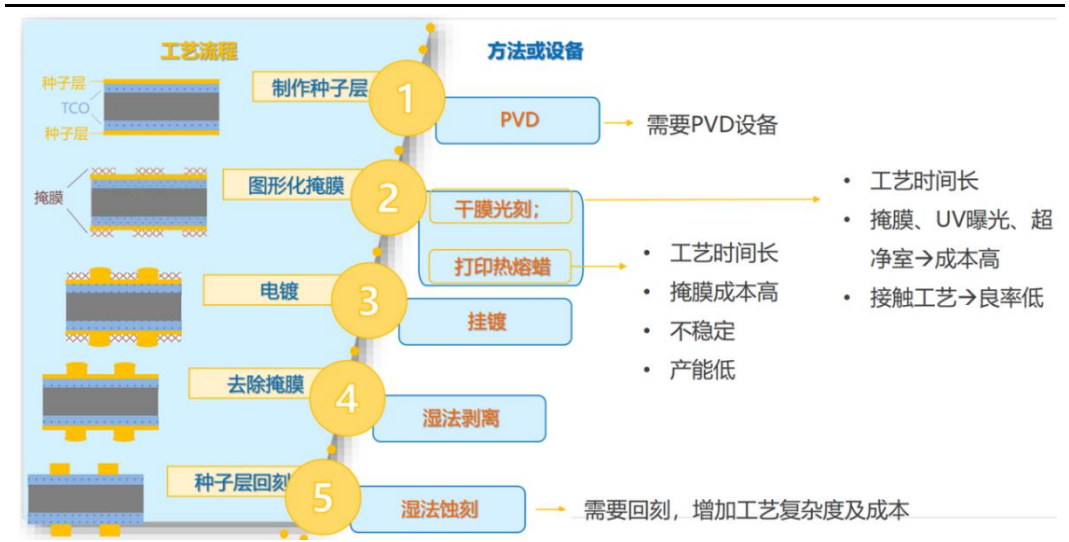 工艺流程
方法或设备
种子层
TCO
种子层
制作种子层
1
PVD
需要PVD设备
掩膜
图形化掩膜
2
干膜光刻;
打印热熔蜡
• 工艺时间长
• 掩膜、UV曝光、超
净室→成本高
• 接触工艺→良率低
• 工艺时间长
• 掩膜成本高
• 不稳定
• 产能低
电镀
3
挂镀
去除掩膜
4
湿法剥离
种子层回刻
5
湿法蚀刻
需要回刻，增加工艺复杂度及成本